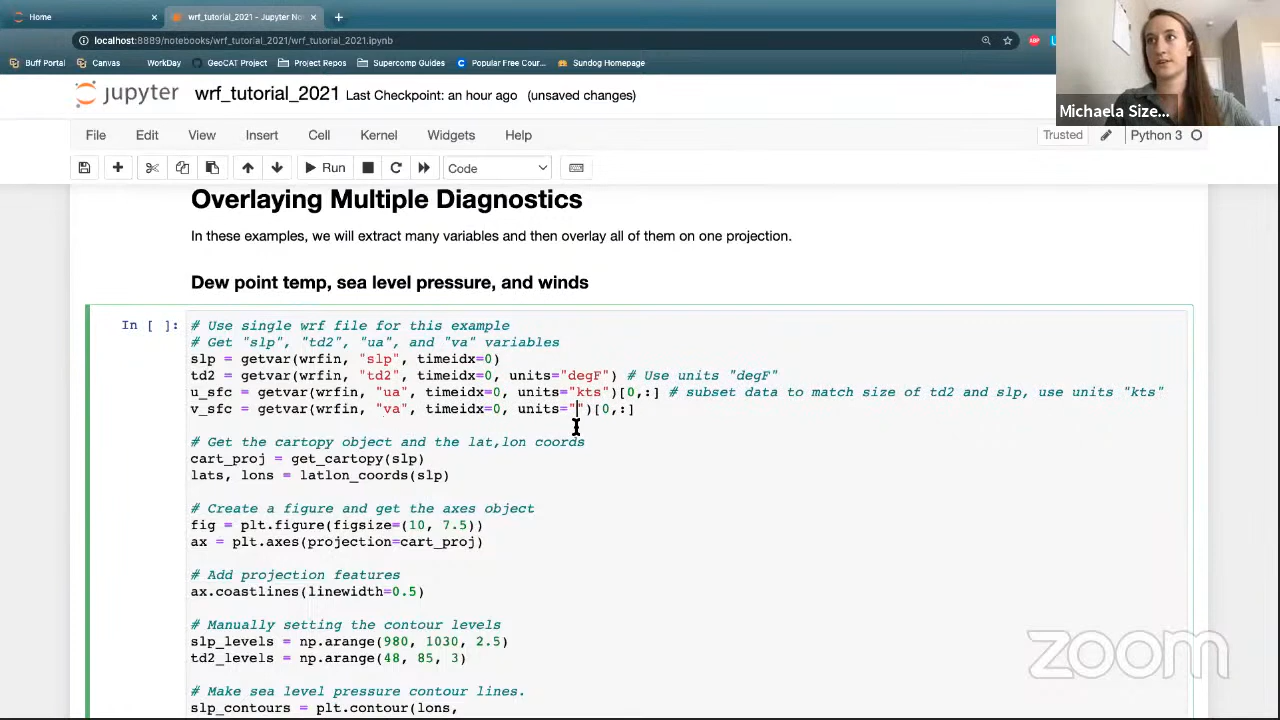 Home
wrf_tutorial_2021 - Jupyter No
localhost:8889/notebooks/wrf_tutorial_2021/wrf_tutorial_2021.ipynb
Buff Portal Canvas WorkDay GeoCAT Project Project Repos Supercomp Guides Popular Free Cour... Sundog Homepage
jupyter wrf_tutorial_2021 Last Checkpoint: an hour ago (unsaved changes)
Michaela Size...
File Edit View Insert Cell Kernel Widgets Help Trusted Python 3
Run Code
Overlaying Multiple Diagnostics
In these examples, we will extract many variables and then overlay all of them on one projection.
Dew point temp, sea level pressure, and winds
In [ ]: # Use single wrf file for this example
# Get "slp", "td2", "ua", and "va" variables
slp = getvar(wrfin, "slp", timeidx=0)
td2 = getvar(wrfin, "td2", timeidx=0, units="degF") # Use units "degF"
u_sfc = getvar(wrfin, "ua", timeidx=0, units="kts")[0,:] # subset data to match size of td2 and slp, use units "kts"
v_sfc = getvar(wrfin, "va", timeidx=0, units="")[0,:]
# Get the cartopy object and the lat,lon coords
cart_proj = get_cartopy(slp)
lats, lons = latlon_coords(slp)
# Create a figure and get the axes object
fig = plt.figure(figsize=(10, 7.5))
ax = plt.axes(projection=cart_proj)
# Add projection features
ax.coastlines(linewidth=0.5)
# Manually setting the contour levels
slp_levels = np.arange(980, 1030, 2.5)
td2_levels = np.arange(48, 85, 3)
# Make sea level pressure contour lines.
slp_contours = plt.contour(lons,
zoom